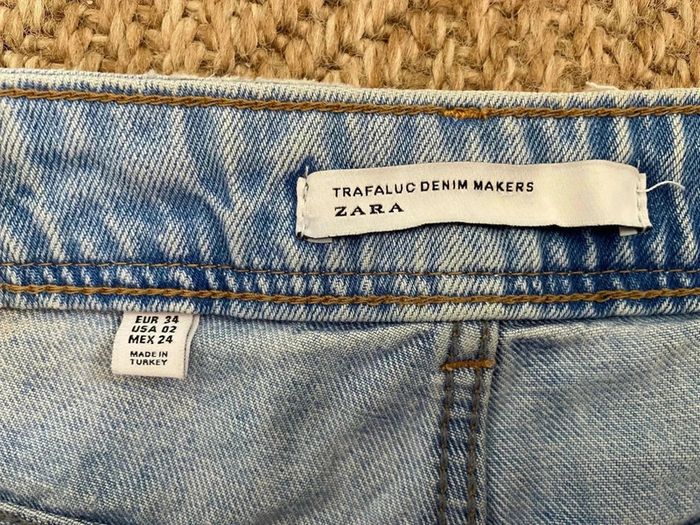 TRAFALUC DENIM MAKERS
ZARA
EUR 34
USA 02
MEX 24
MADE IN
TURKEY